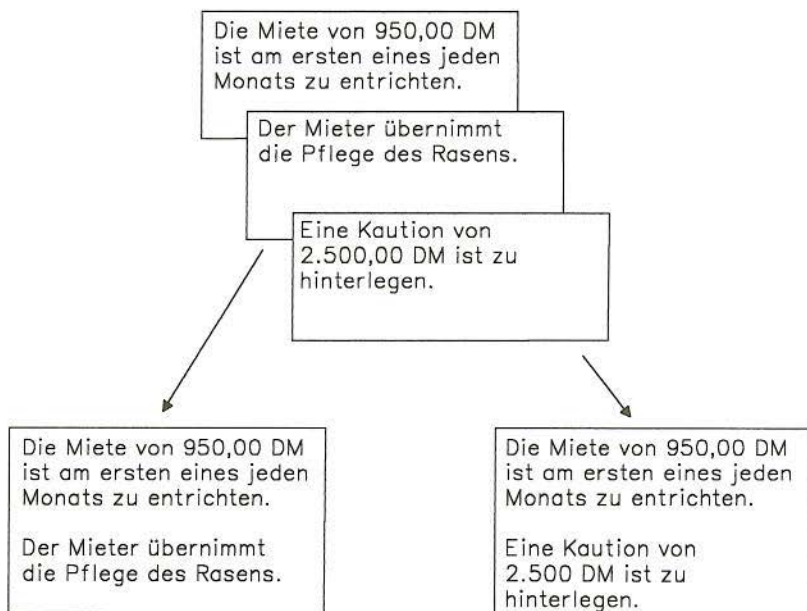 Die Miete von 950,00 DM
ist am ersten eines jeden
Monats zu entrichten.
Der Mieter übernimmt
die Pflege des Rasens.
Eine Kaution von
2.500,00 DM ist zu
hinterlegen.
Die Miete von 950,00 DM
ist am ersten eines jeden
Monats zu entrichten.
Der Mieter übernimmt
die Pflege des Rasens.
Die Miete von 950,00 DM
ist am ersten eines jeden
Monats zu entrichten.
Eine Kaution von
2.500 DM ist zu
hinterlegen.